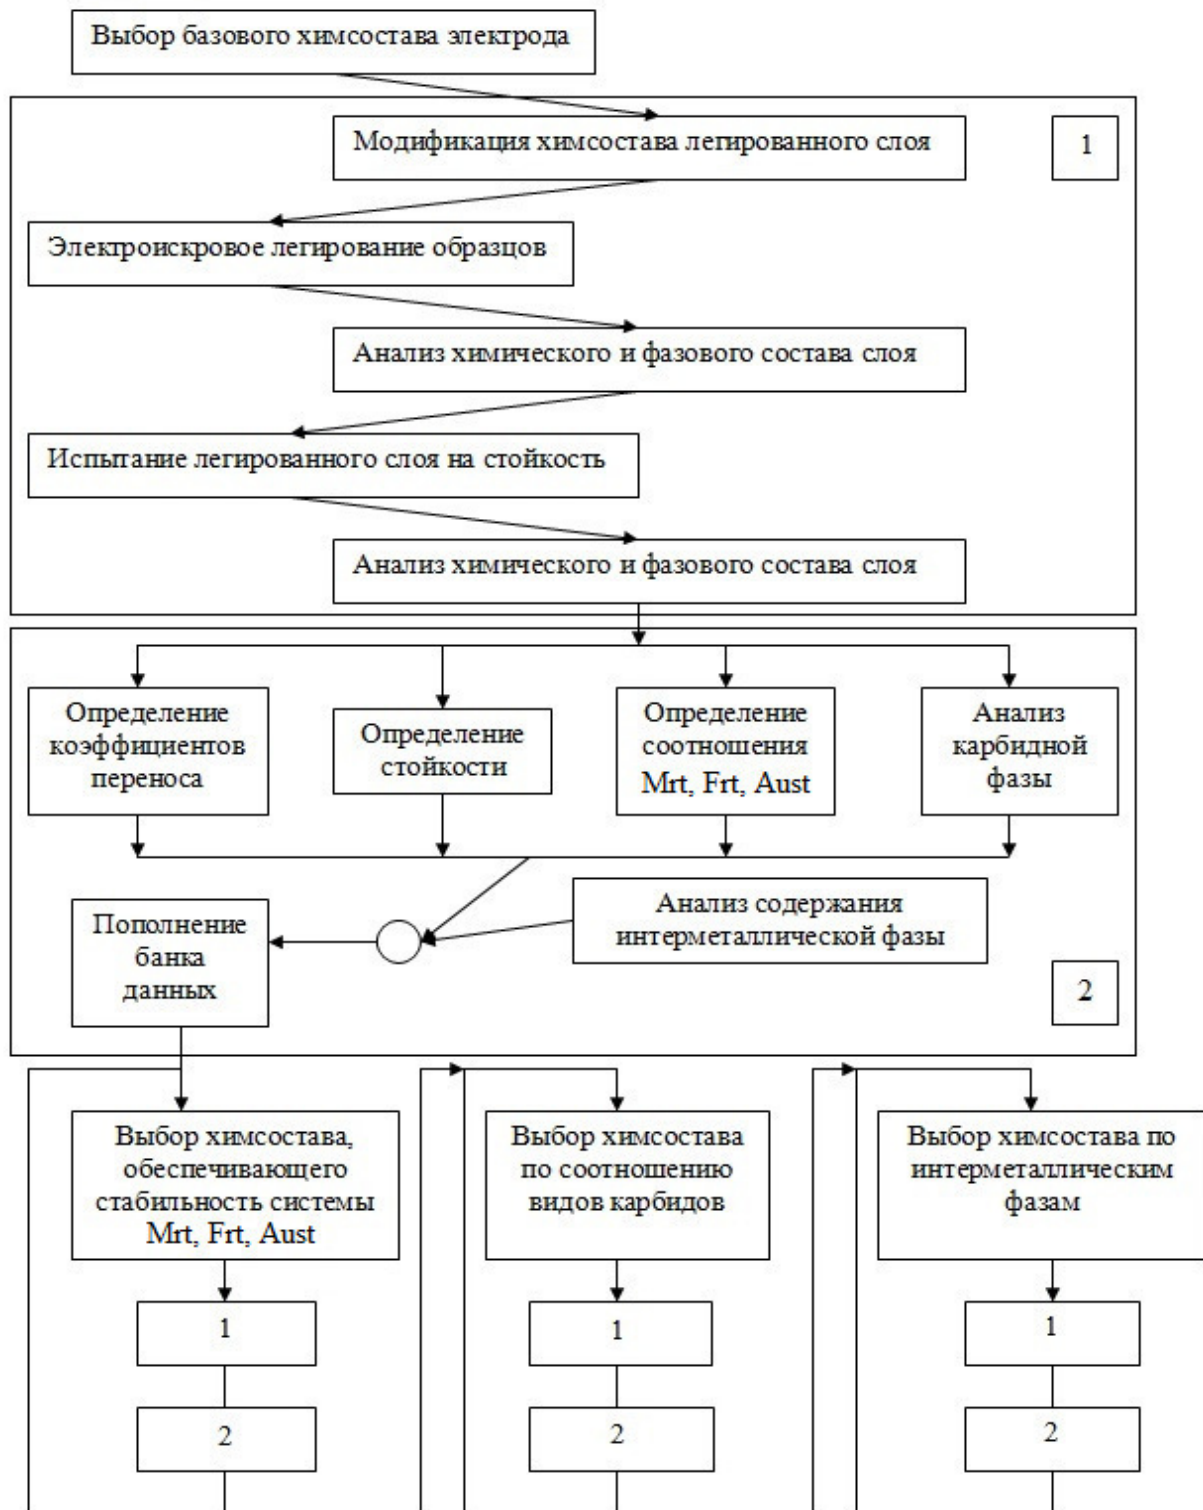 Выбор базового химсостава электрода
Модификация химсостава легированного слоя
1
Электроискровое легирование образцов
Анализ химического и фазового состава слоя
Испытание легированного слоя на стойкость
Анализ химического и фазового состава слоя
Определение
коэффициентов
переноса
Определение
стойкости
Определение
соотношения
Mrt, Frt, Aust
Анализ
карбидной
фазы
Анализ содержания
интерметаллической фазы
Пополнение
банка
данных
2
Выбор химсостава,
обеспечивающего
стабильность системы
Mrt, Frt, Aust
Выбор химсостава
по соотношению
видов карбидов
Выбор химсостава по
интерметаллическим
фазам
1
1
1
2
2
2